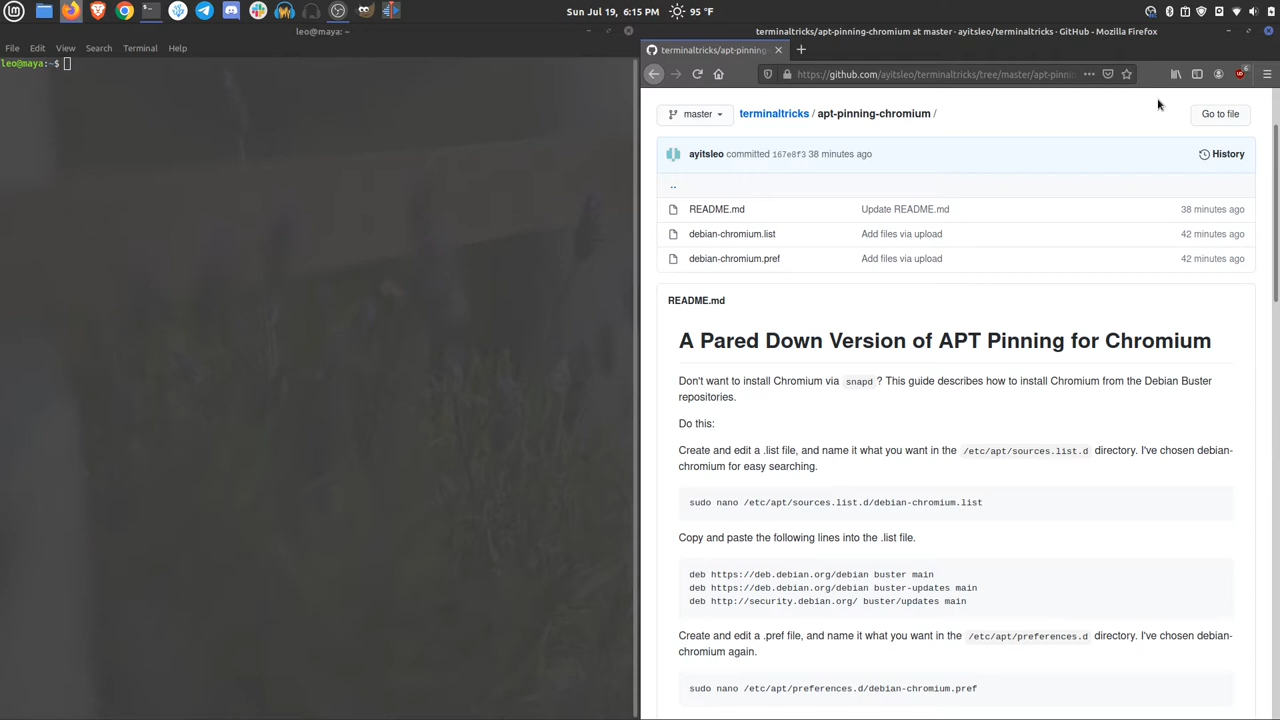 Sun Jul 19, 6:15 PM
95 °F
leo@maya: ~
File Edit View Search Terminal Help
leo@maya:~$
terminaltricks/apt-pinning-chromium at master · ayitsleo/terminaltricks · GitHub - Mozilla Firefox
terminaltricks/apt-pinning-
https://github.com/ayitsleo/terminaltricks/tree/master/apt-pinni
6
master
terminaltricks / apt-pinning-chromium /
Go to file
ayitsleo committed 167e8f3 38 minutes ago
History
..
README.md Update README.md 38 minutes ago
debian-chromium.list Add files via upload 42 minutes ago
debian-chromium.pref Add files via upload 42 minutes ago
README.md
A Pared Down Version of APT Pinning for Chromium
Don't want to install Chromium via snapd ? This guide describes how to install Chromium from the Debian Buster
repositories.
Do this:
Create and edit a .list file, and name it what you want in the /etc/apt/sources.list.d directory. I've chosen debian-
chromium for easy searching.
sudo nano /etc/apt/sources.list.d/debian-chromium.list
Copy and paste the following lines into the .list file.
deb https://deb.debian.org/debian buster main
deb https://deb.debian.org/debian buster-updates main
deb http://security.debian.org/ buster/updates main
Create and edit a .pref file, and name it what you want in the /etc/apt/preferences.d directory. I've chosen debian-
chromium again.
sudo nano /etc/apt/preferences.d/debian-chromium.pref